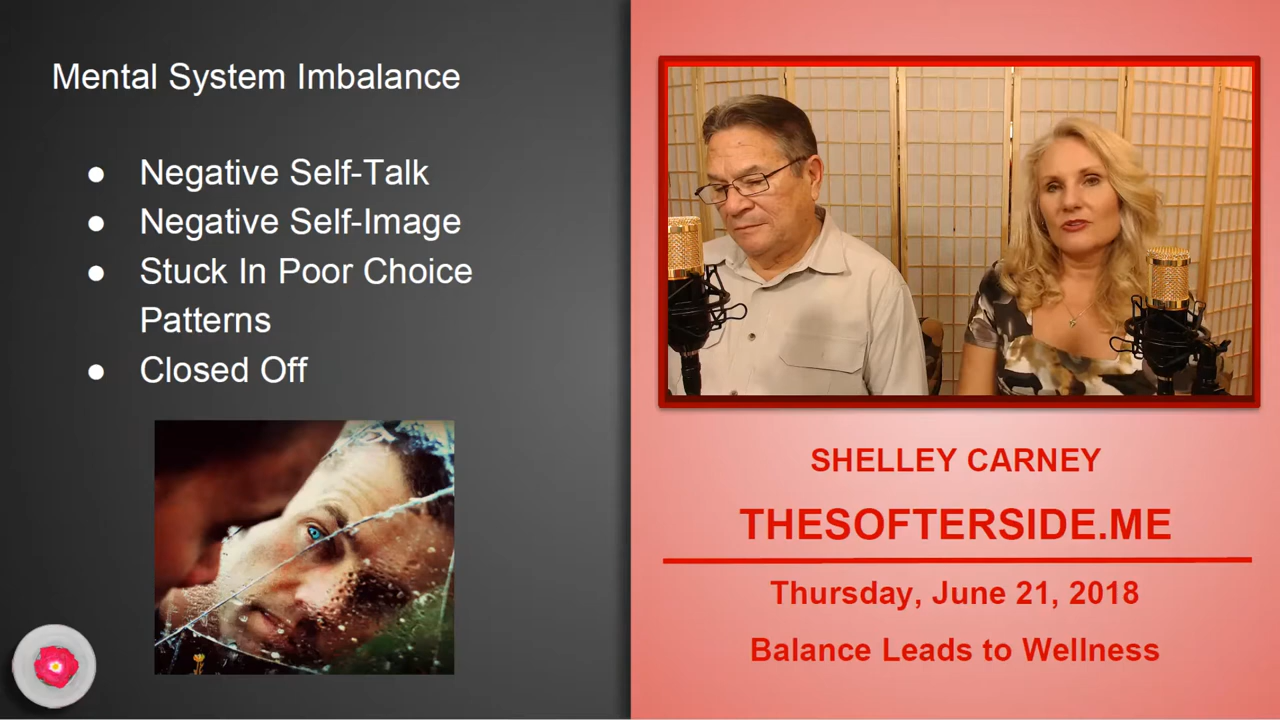 Mental System Imbalance
● Negative Self-Talk
● Negative Self-Image
● Stuck In Poor Choice
Patterns
● Closed Off
SHELLEY CARNEY
THESOFTERSIDE.ME
Thursday, June 21, 2018
Balance Leads to Wellness